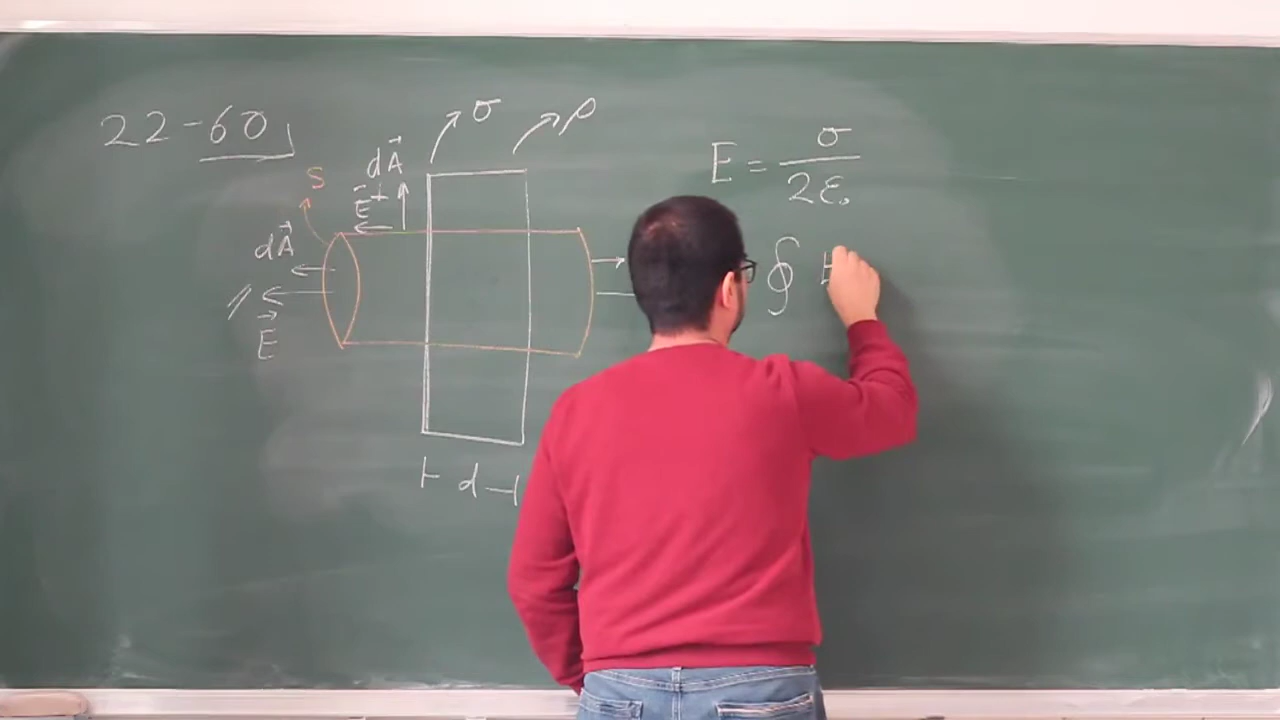 22-60
σ
ρ
dA⃗
E⃗ ⊥
S
dA⃗
//
E⃗
d
E = σ / 2ε₀
∮ E